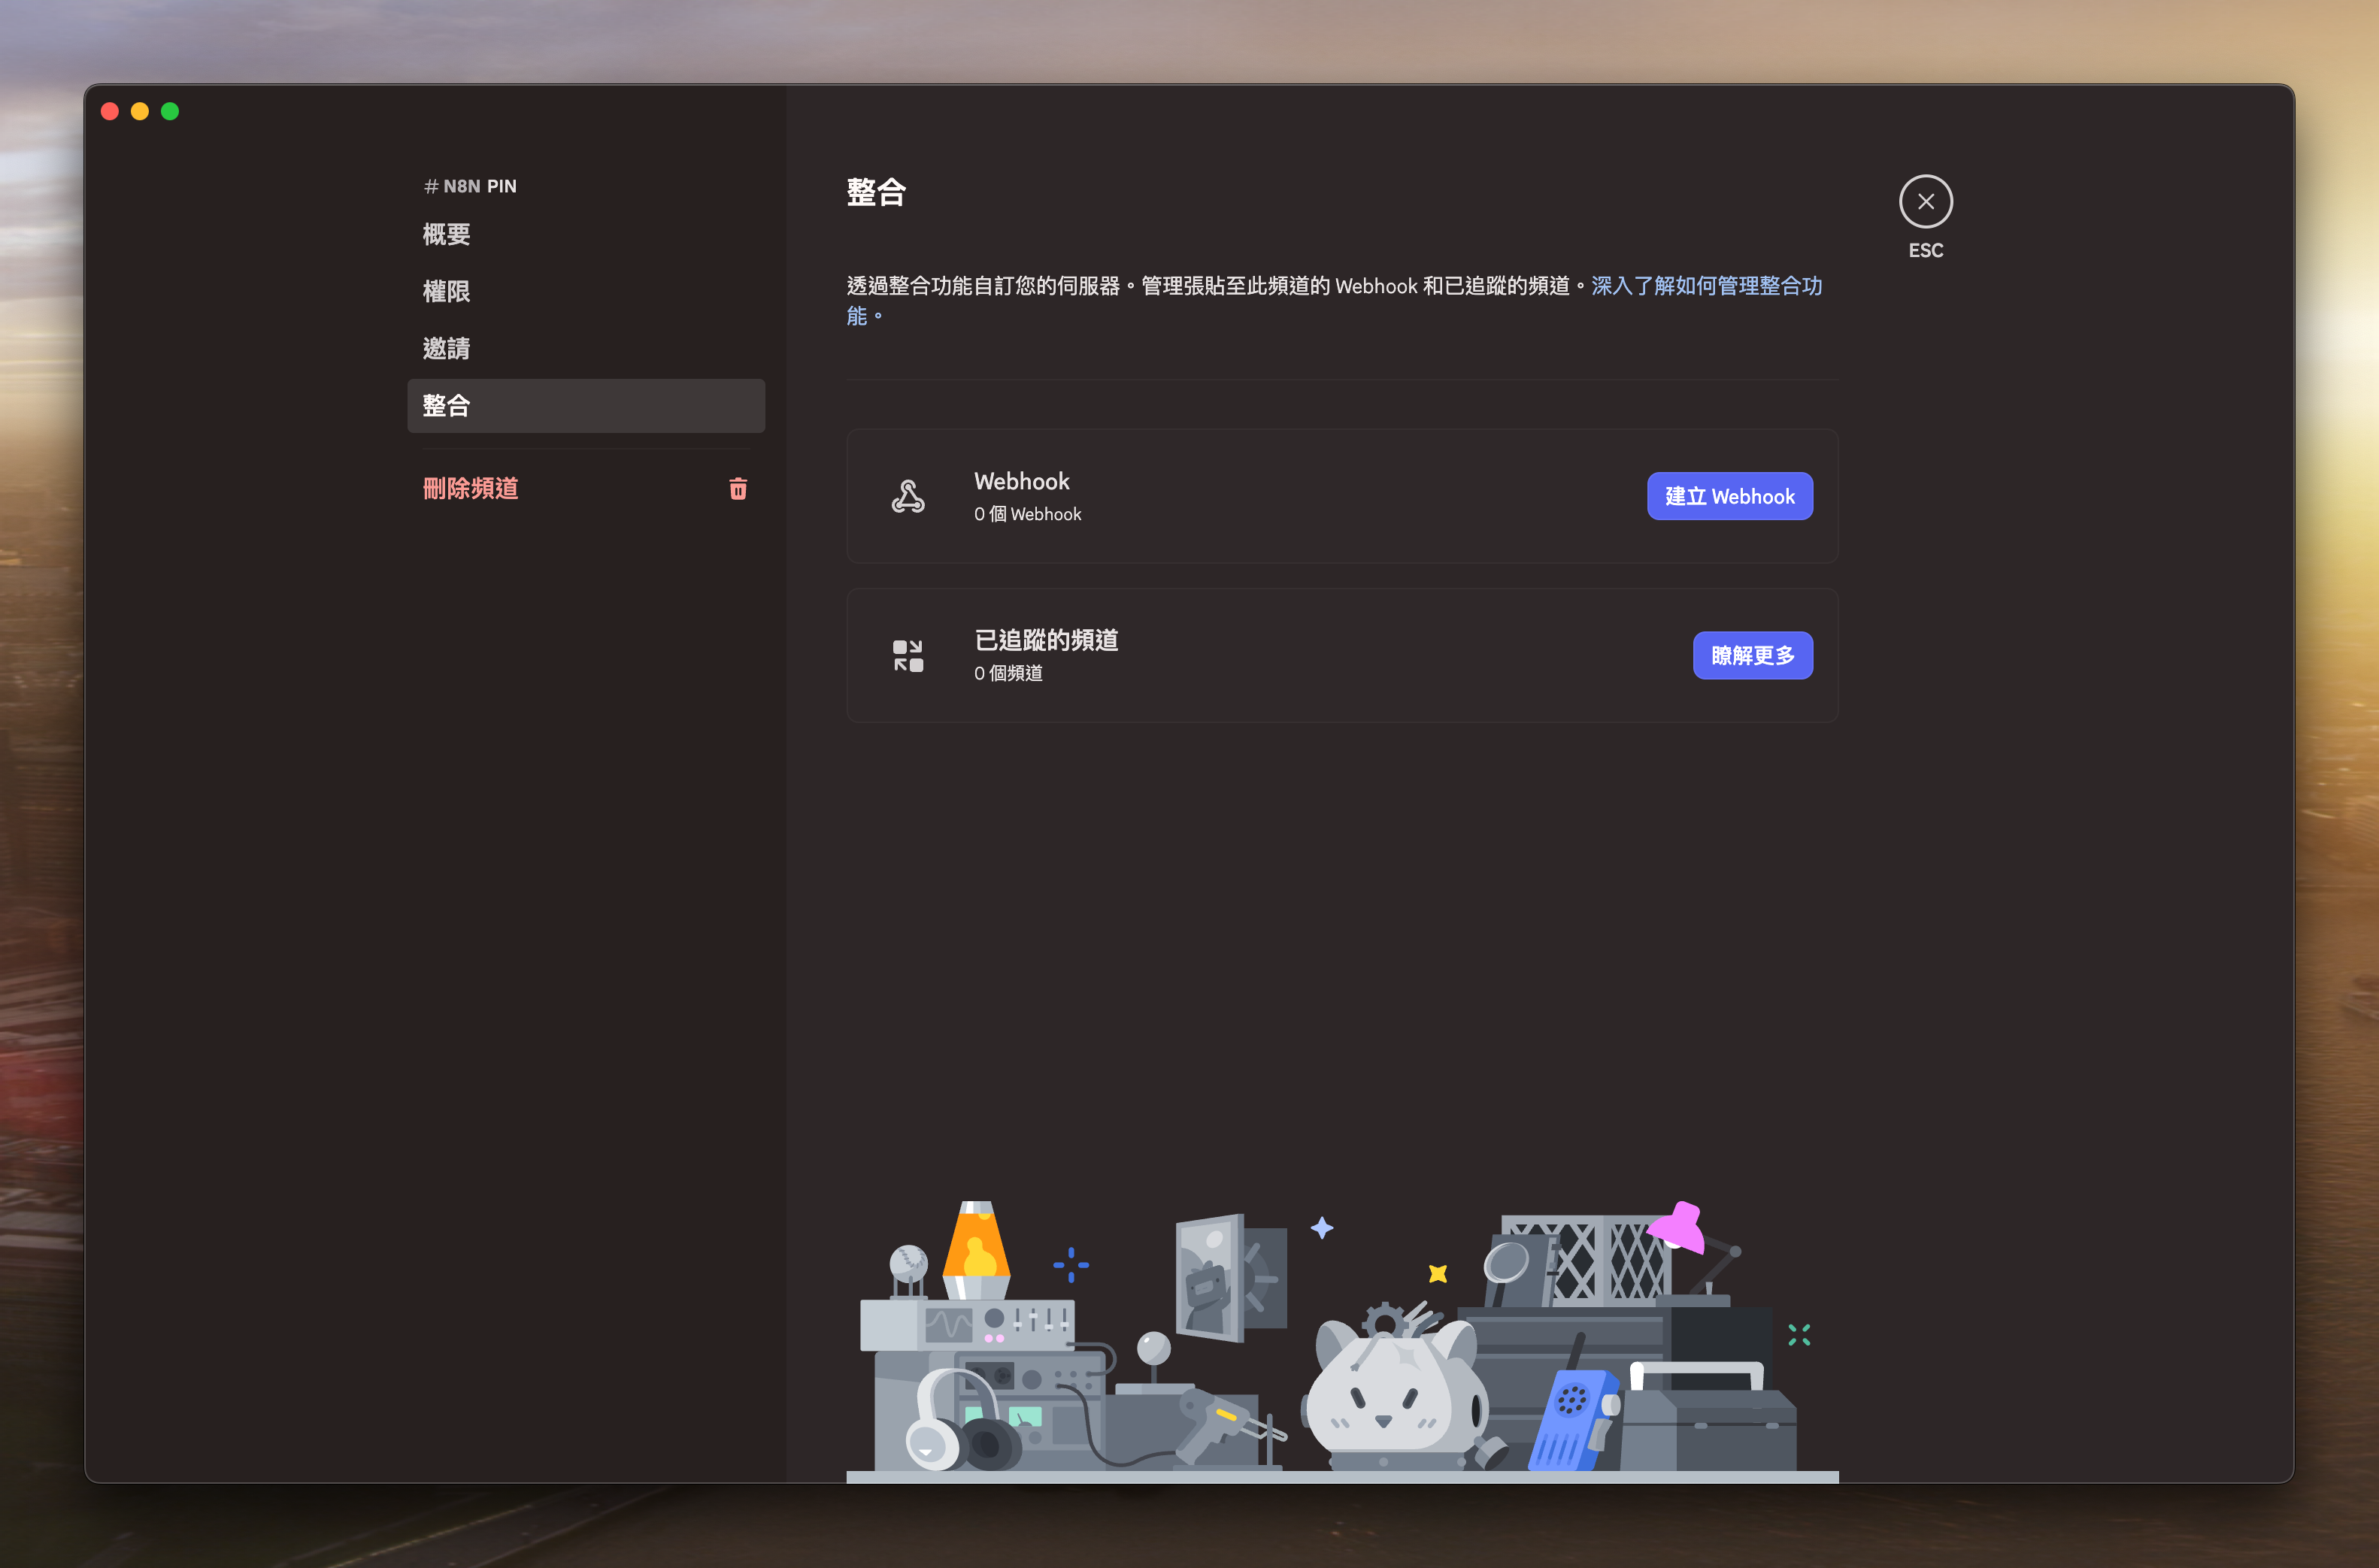 # N8N PIN
概要
權限
邀請
整合
刪除頻道
整合
ESC
透過整合功能自訂您的伺服器。管理張貼至此頻道的 Webhook 和已追蹤的頻道。深入了解如何管理整合功
能。
Webhook
0 個 Webhook
建立 Webhook
已追蹤的頻道
0 個頻道
瞭解更多